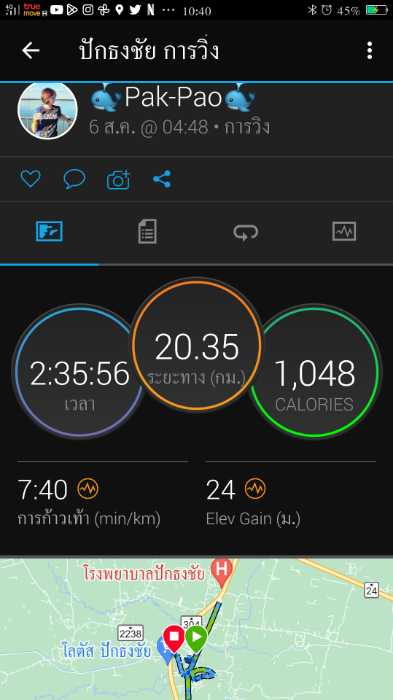 4G true
move H
10:40
45%
ปักธงชัย การวิ่ง
Pak-Pao
6 ส.ค. @ 04:48 • การวิ่ง
2:35:56
เวลา
20.35
ระยะทาง (กม.)
1,048
CALORIES
7:40
การก้าวเท้า (min/km)
24
Elev Gain (ม.)
โรงพยาบาลปักธงชัย
H
24
304
2238
โลตัส ปักธงชัย